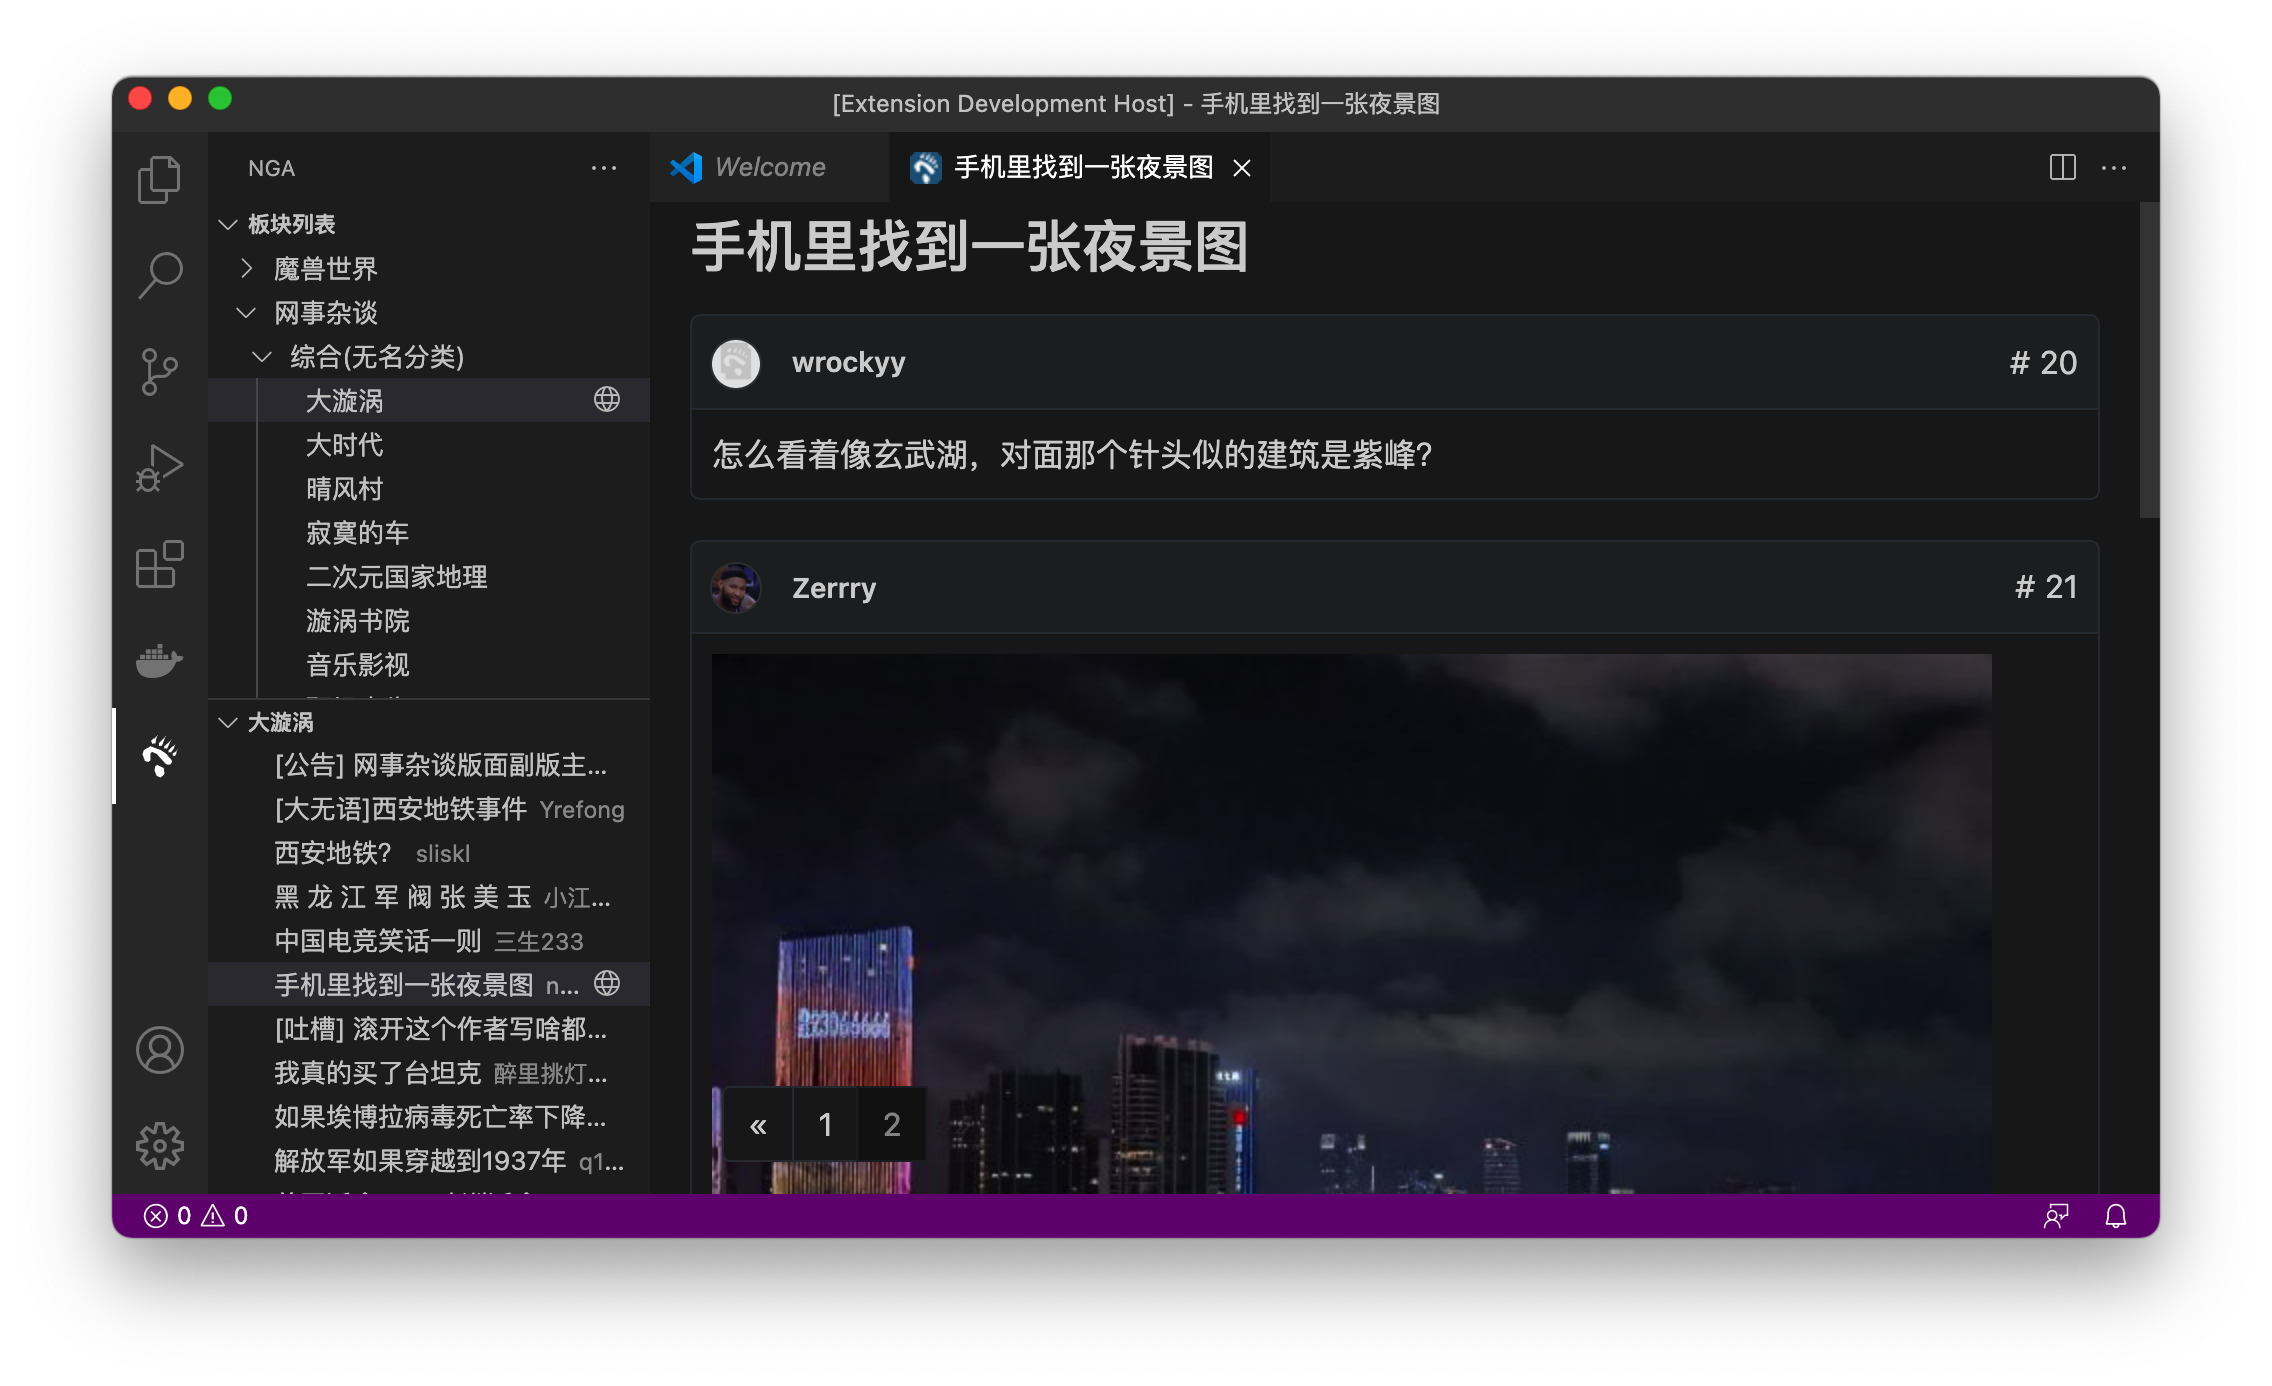 [Extension Development Host] - 手机里找到一张夜景图
NGA
板块列表
魔兽世界
网事杂谈
综合(无名分类)
大漩涡
大时代
晴风村
寂寞的车
二次元国家地理
漩涡书院
音乐影视
大漩涡
[公告] 网事杂谈版面副版主...
[大无语]西安地铁事件 Yrefong
西安地铁? sliskl
黑 龙 江 军 阀 张 美 玉 小江...
中国电竞笑话一则 三生233
手机里找到一张夜景图 n...
[吐槽] 滚开这个作者写啥都...
我真的买了台坦克 醉里挑灯...
如果埃博拉病毒死亡率下降...
解放军如果穿越到1937年 q1...
Welcome
手机里找到一张夜景图
手机里找到一张夜景图
wrockyy
# 20
怎么看着像玄武湖，对面那个针头似的建筑是紫峰?
Zerrry
# 21
« 1 2
0 0